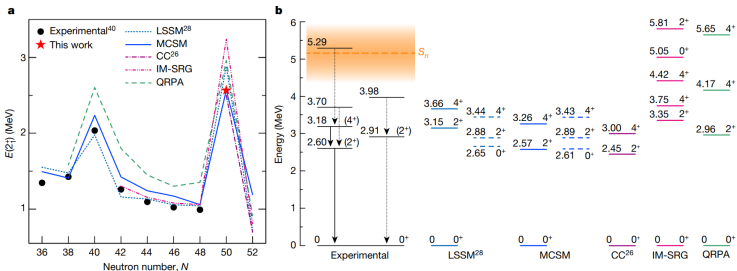 a
Experimental40
This work
LSSM28
MCSM
CC26
IM-SRG
QRPA
E(2+1) (MeV)
3
2
1
36 38 40 42 44 46 48 50 52
Neutron number, N
b
Energy (MeV)
6
5
4
3
2
1
0
Sn
5.29
3.98
3.70
3.18 (4+)
2.91 (2+)
2.60 (2+)
0 0+
0 0+
Experimental
3.66 4+
3.15 2+
3.44 4+
2.88 2+
2.65 0+
0 0+
LSSM28
3.26 4+
2.57 2+
3.43 4+
2.89 2+
2.61 0+
0 0+
MCSM
3.00 4+
2.45 2+
0 0+
CC26
5.81 2+
5.05 0+
4.42 4+
3.75 4+
3.35 2+
0 0+
IM-SRG
5.65 4+
4.17 4+
2.96 2+
0 0+
QRPA